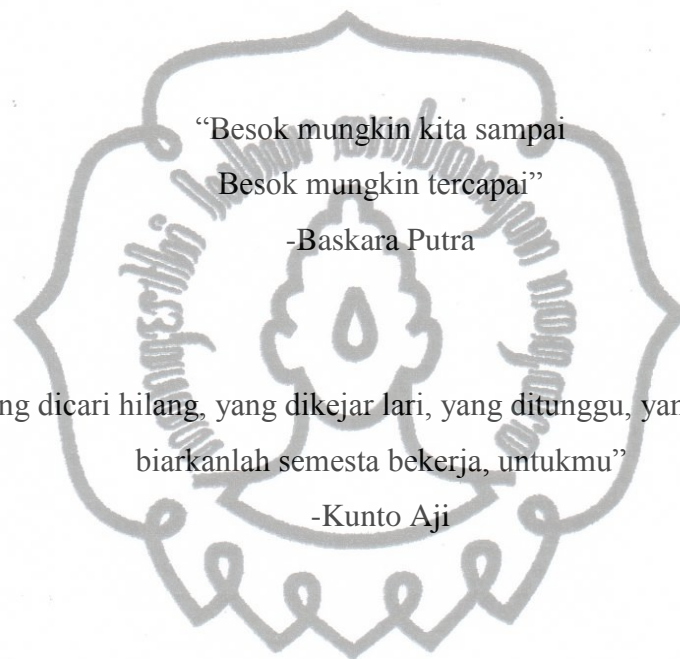 “Besok mungkin kita sampai
Besok mungkin tercapai”
-Baskara Putra
ng dicari hilang, yang dikejar lari, yang ditunggu, yan
biarkanlah semesta bekerja, untukmu”
-Kunto Aji